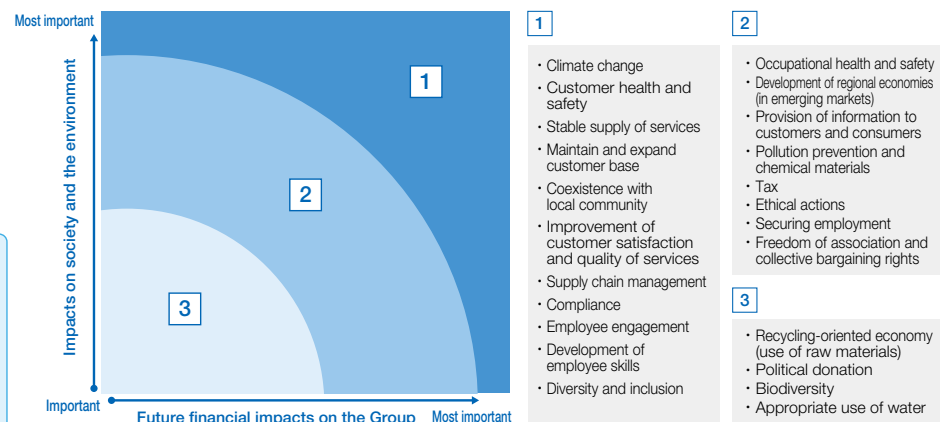 Most important
Impacts on society and the environment
1
2
3
Important
Future financial impacts on the Group
Most important
1
・Climate change
・Customer health and
safety
・Stable supply of services
・Maintain and expand
customer base
・Coexistence with
local community
・Improvement of
customer satisfaction
and quality of services
・Supply chain management
・Compliance
・Employee engagement
・Development of
employee skills
・Diversity and inclusion
2
・Occupational health and safety
・Development of regional economies
(in emerging markets)
・Provision of information to
customers and consumers
・Pollution prevention and
chemical materials
・Tax
・Ethical actions
・Securing employment
・Freedom of association and
collective bargaining rights
3
・Recycling-oriented economy
(use of raw materials)
・Political donation
・Biodiversity
・Appropriate use of water